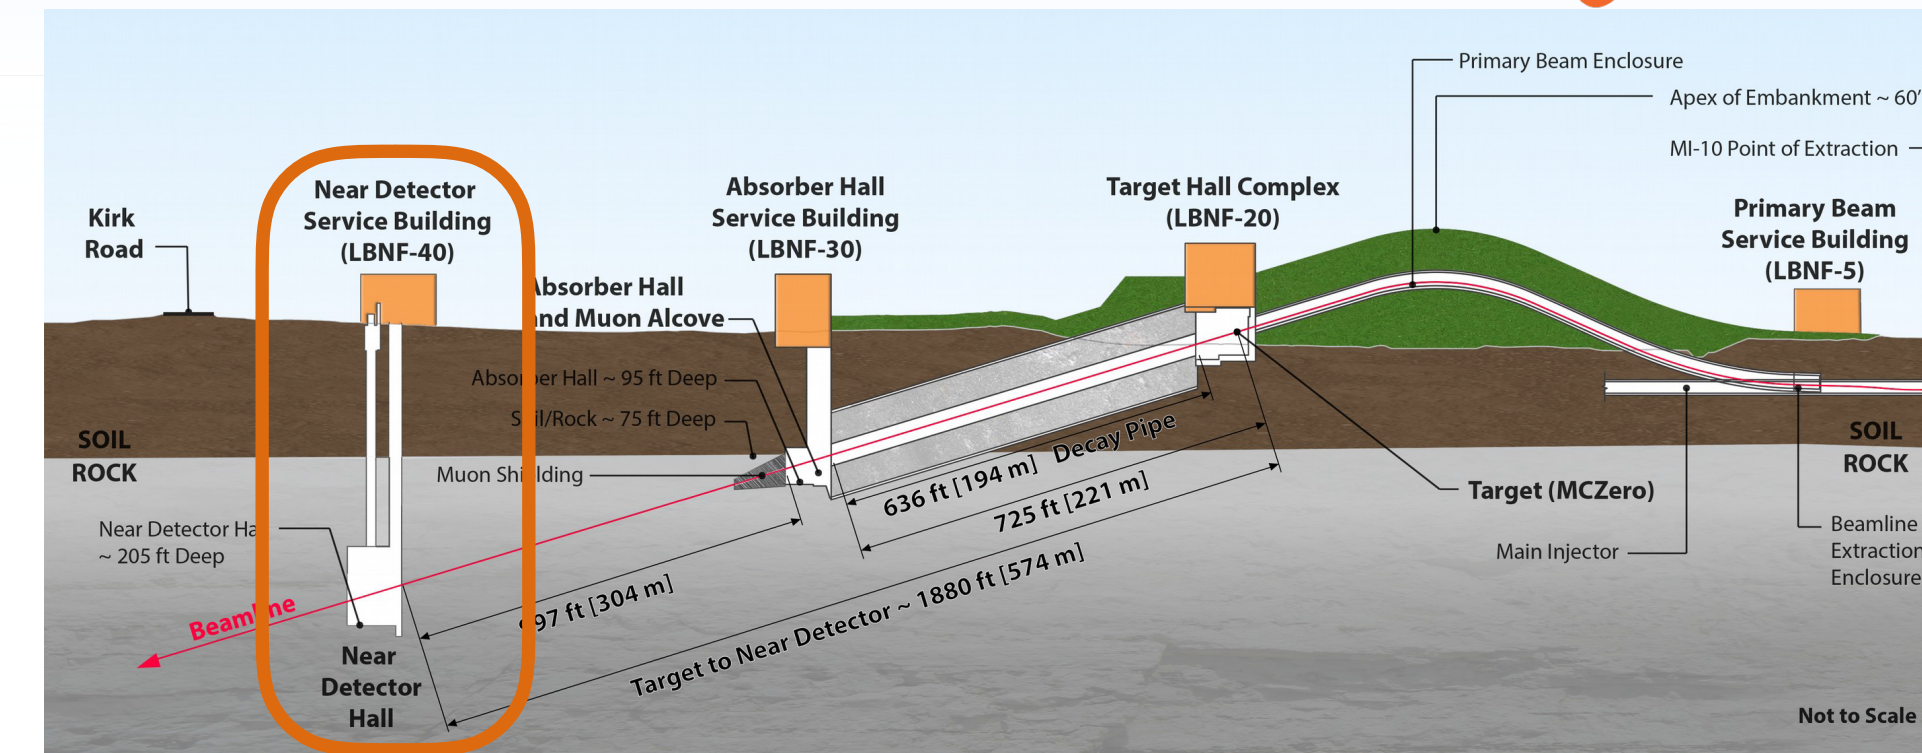 Primary Beam Enclosure
Apex of Embankment ~ 60'
MI-10 Point of Extraction
Kirk
Road
Near Detector
Service Building
(LBNF-40)
Absorber Hall
Service Building
(LBNF-30)
Target Hall Complex
(LBNF-20)
Primary Beam
Service Building
(LBNF-5)
Absorber Hall
and Muon Alcove
Absorber Hall ~ 95 ft Deep
Soil/Rock ~ 75 ft Deep
SOIL
ROCK
Muon Shielding
Near Detector Ha
~ 205 ft Deep
Beamline
Near
Detector
Hall
636 ft [194 m] Decay Pipe
725 ft [221 m]
997 ft [304 m]
Target to Near Detector ~ 1880 ft [574 m]
Target (MCZero)
Main Injector
SOIL
ROCK
Beamline
Extraction
Enclosure
Not to Scale